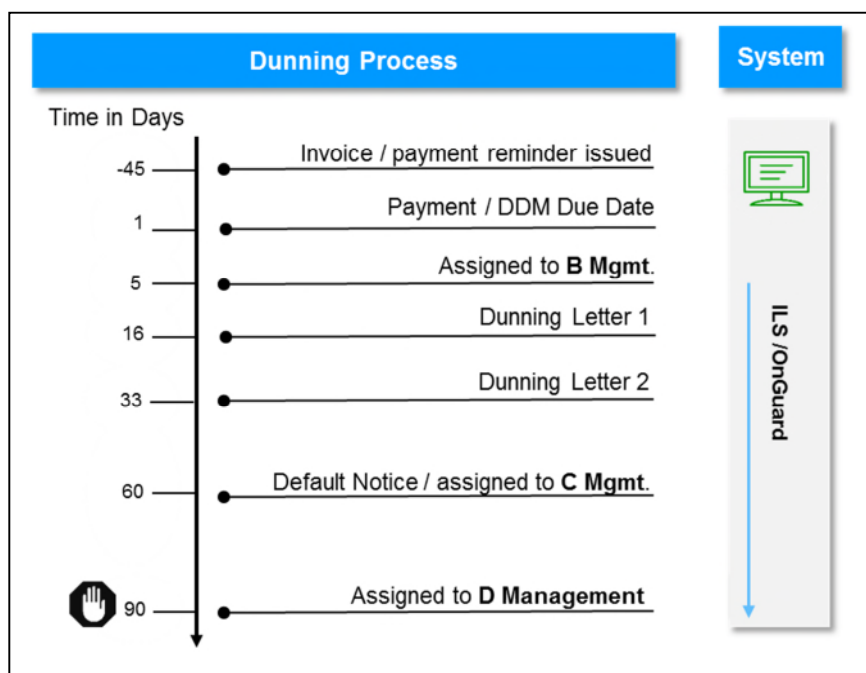 Dunning Process
System
Time in Days
-45 Invoice / payment reminder issued
1 Payment / DDM Due Date
5 Assigned to B Mgmt.
16 Dunning Letter 1
33 Dunning Letter 2
60 Default Notice / assigned to C Mgmt.
90 Assigned to D Management
ILS /OnGuard